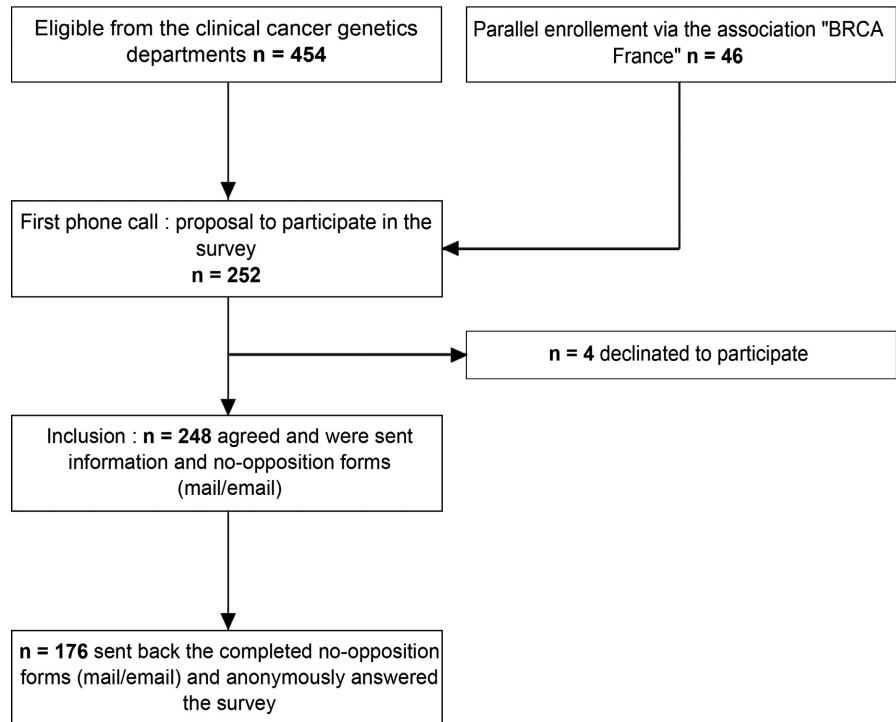 Eligible from the clinical cancer genetics
departments n = 454
Parallel enrollement via the association "BRCA
France" n = 46
First phone call : proposal to participate in the
survey
n = 252
n = 4 declinated to participate
Inclusion : n = 248 agreed and were sent
information and no-opposition forms
(mail/email)
n = 176 sent back the completed no-opposition
forms (mail/email) and anonymously answered
the survey